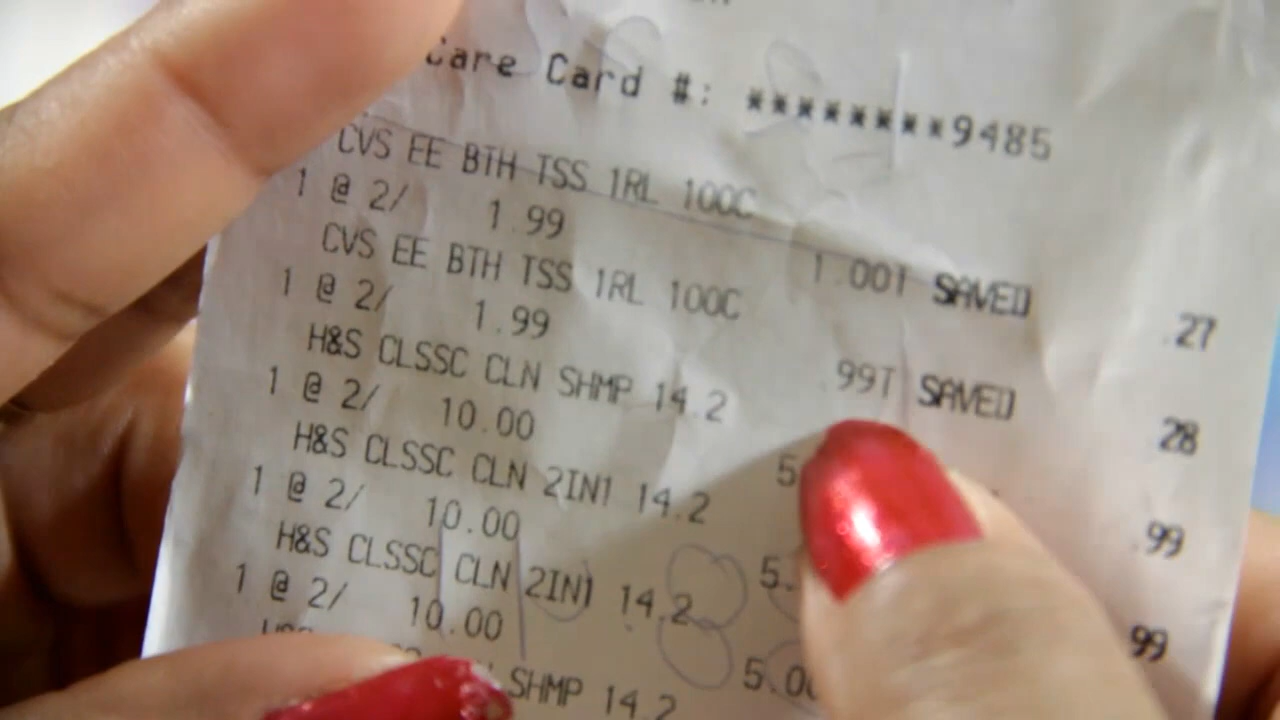 Care Card #: ********9485
CVS EE BTH TSS 1RL 100C
1 @ 2/ 1.99 1.00T SAVED .27
CVS EE BTH TSS 1RL 100C
1 @ 2/ 1.99 .99T SAVED .28
H&S CLSSC CLN SHMP 14.2
1 @ 2/ 10.00 .99
H&S CLSSC CLN 2IN1 14.2
1 @ 2/ 10.00 .99
H&S CLSSC CLN 2IN1 14.2
1 @ 2/ 10.00 5.00
SHMP 14.2